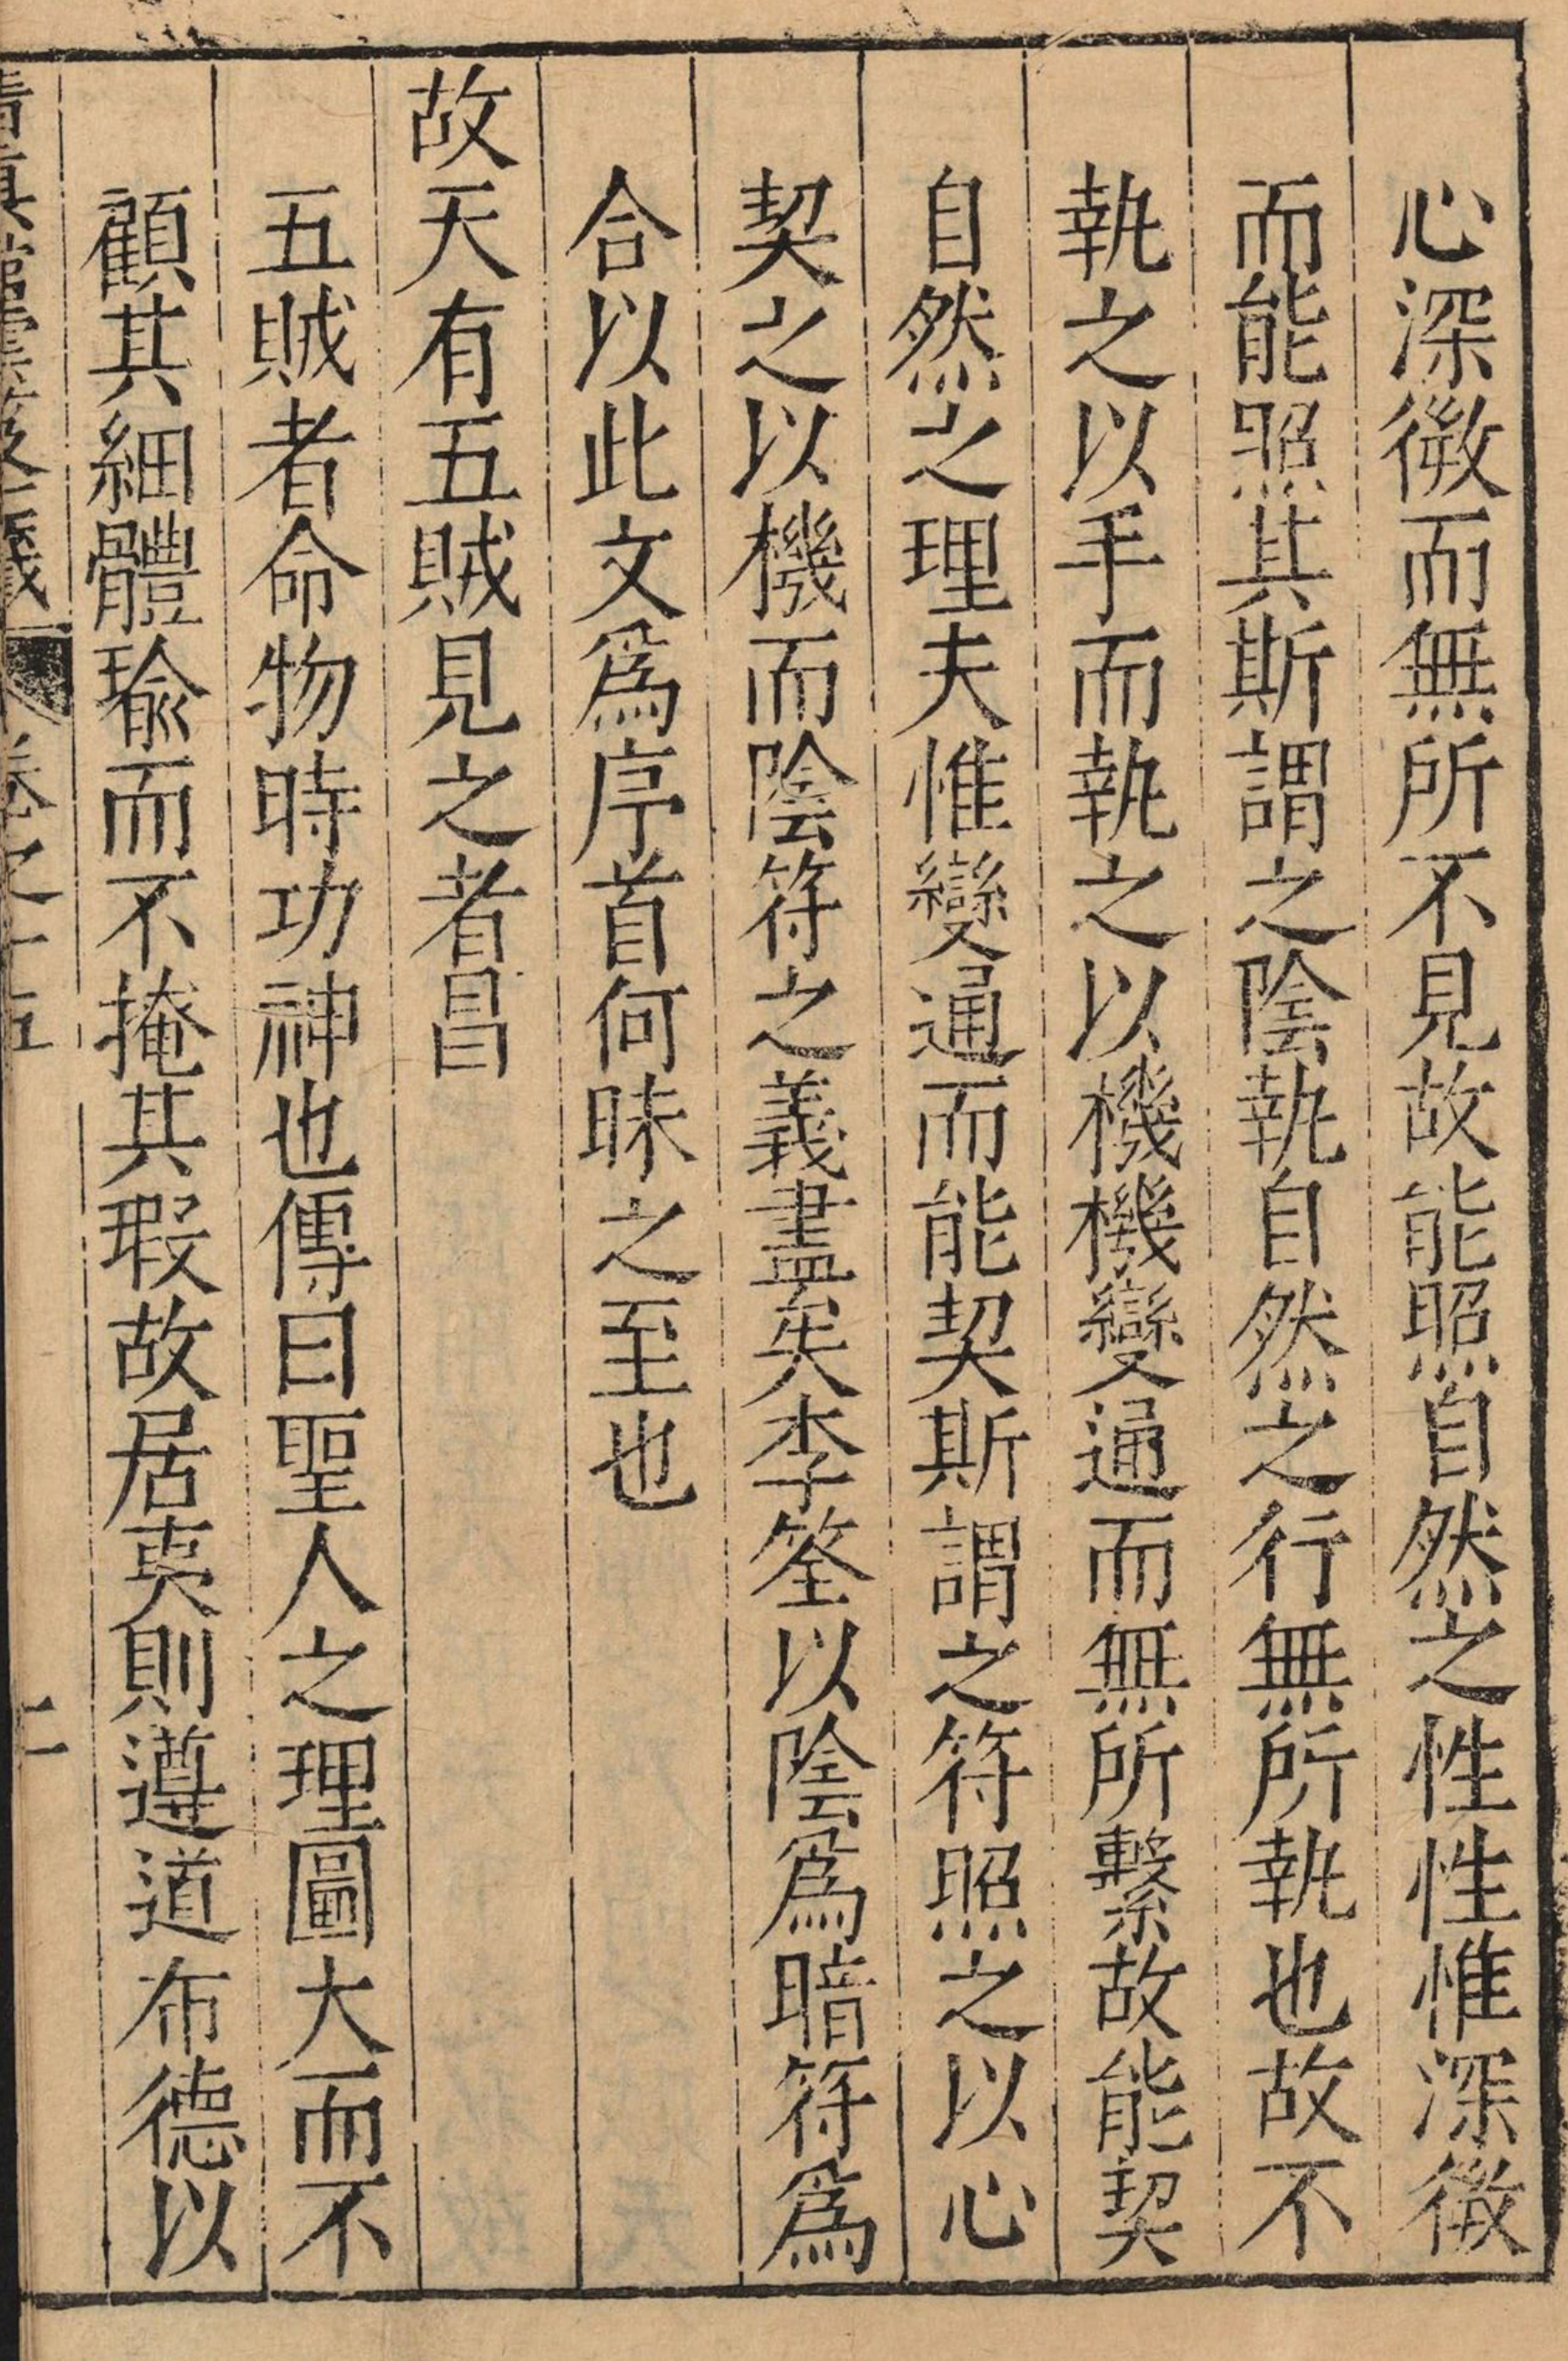 心深微而無所不見故能照自然之性性惟深微
而能照其斯謂之陰執自然之行無所執也故不
執之以手而執之以機機變通而無所繫故能契
自然之理夫惟變通而能契斯謂之符照之以心
契之以機而陰符之義盡矣李筌以陰爲暗符爲
合以此文爲序首何昧之至也
故天有五賊見之者昌
五賊者命物時功神也傳曰聖人之理圖大而不
顧其細體瑜而不掩其瑕故居夷則遵道布德以
卷之十五
二